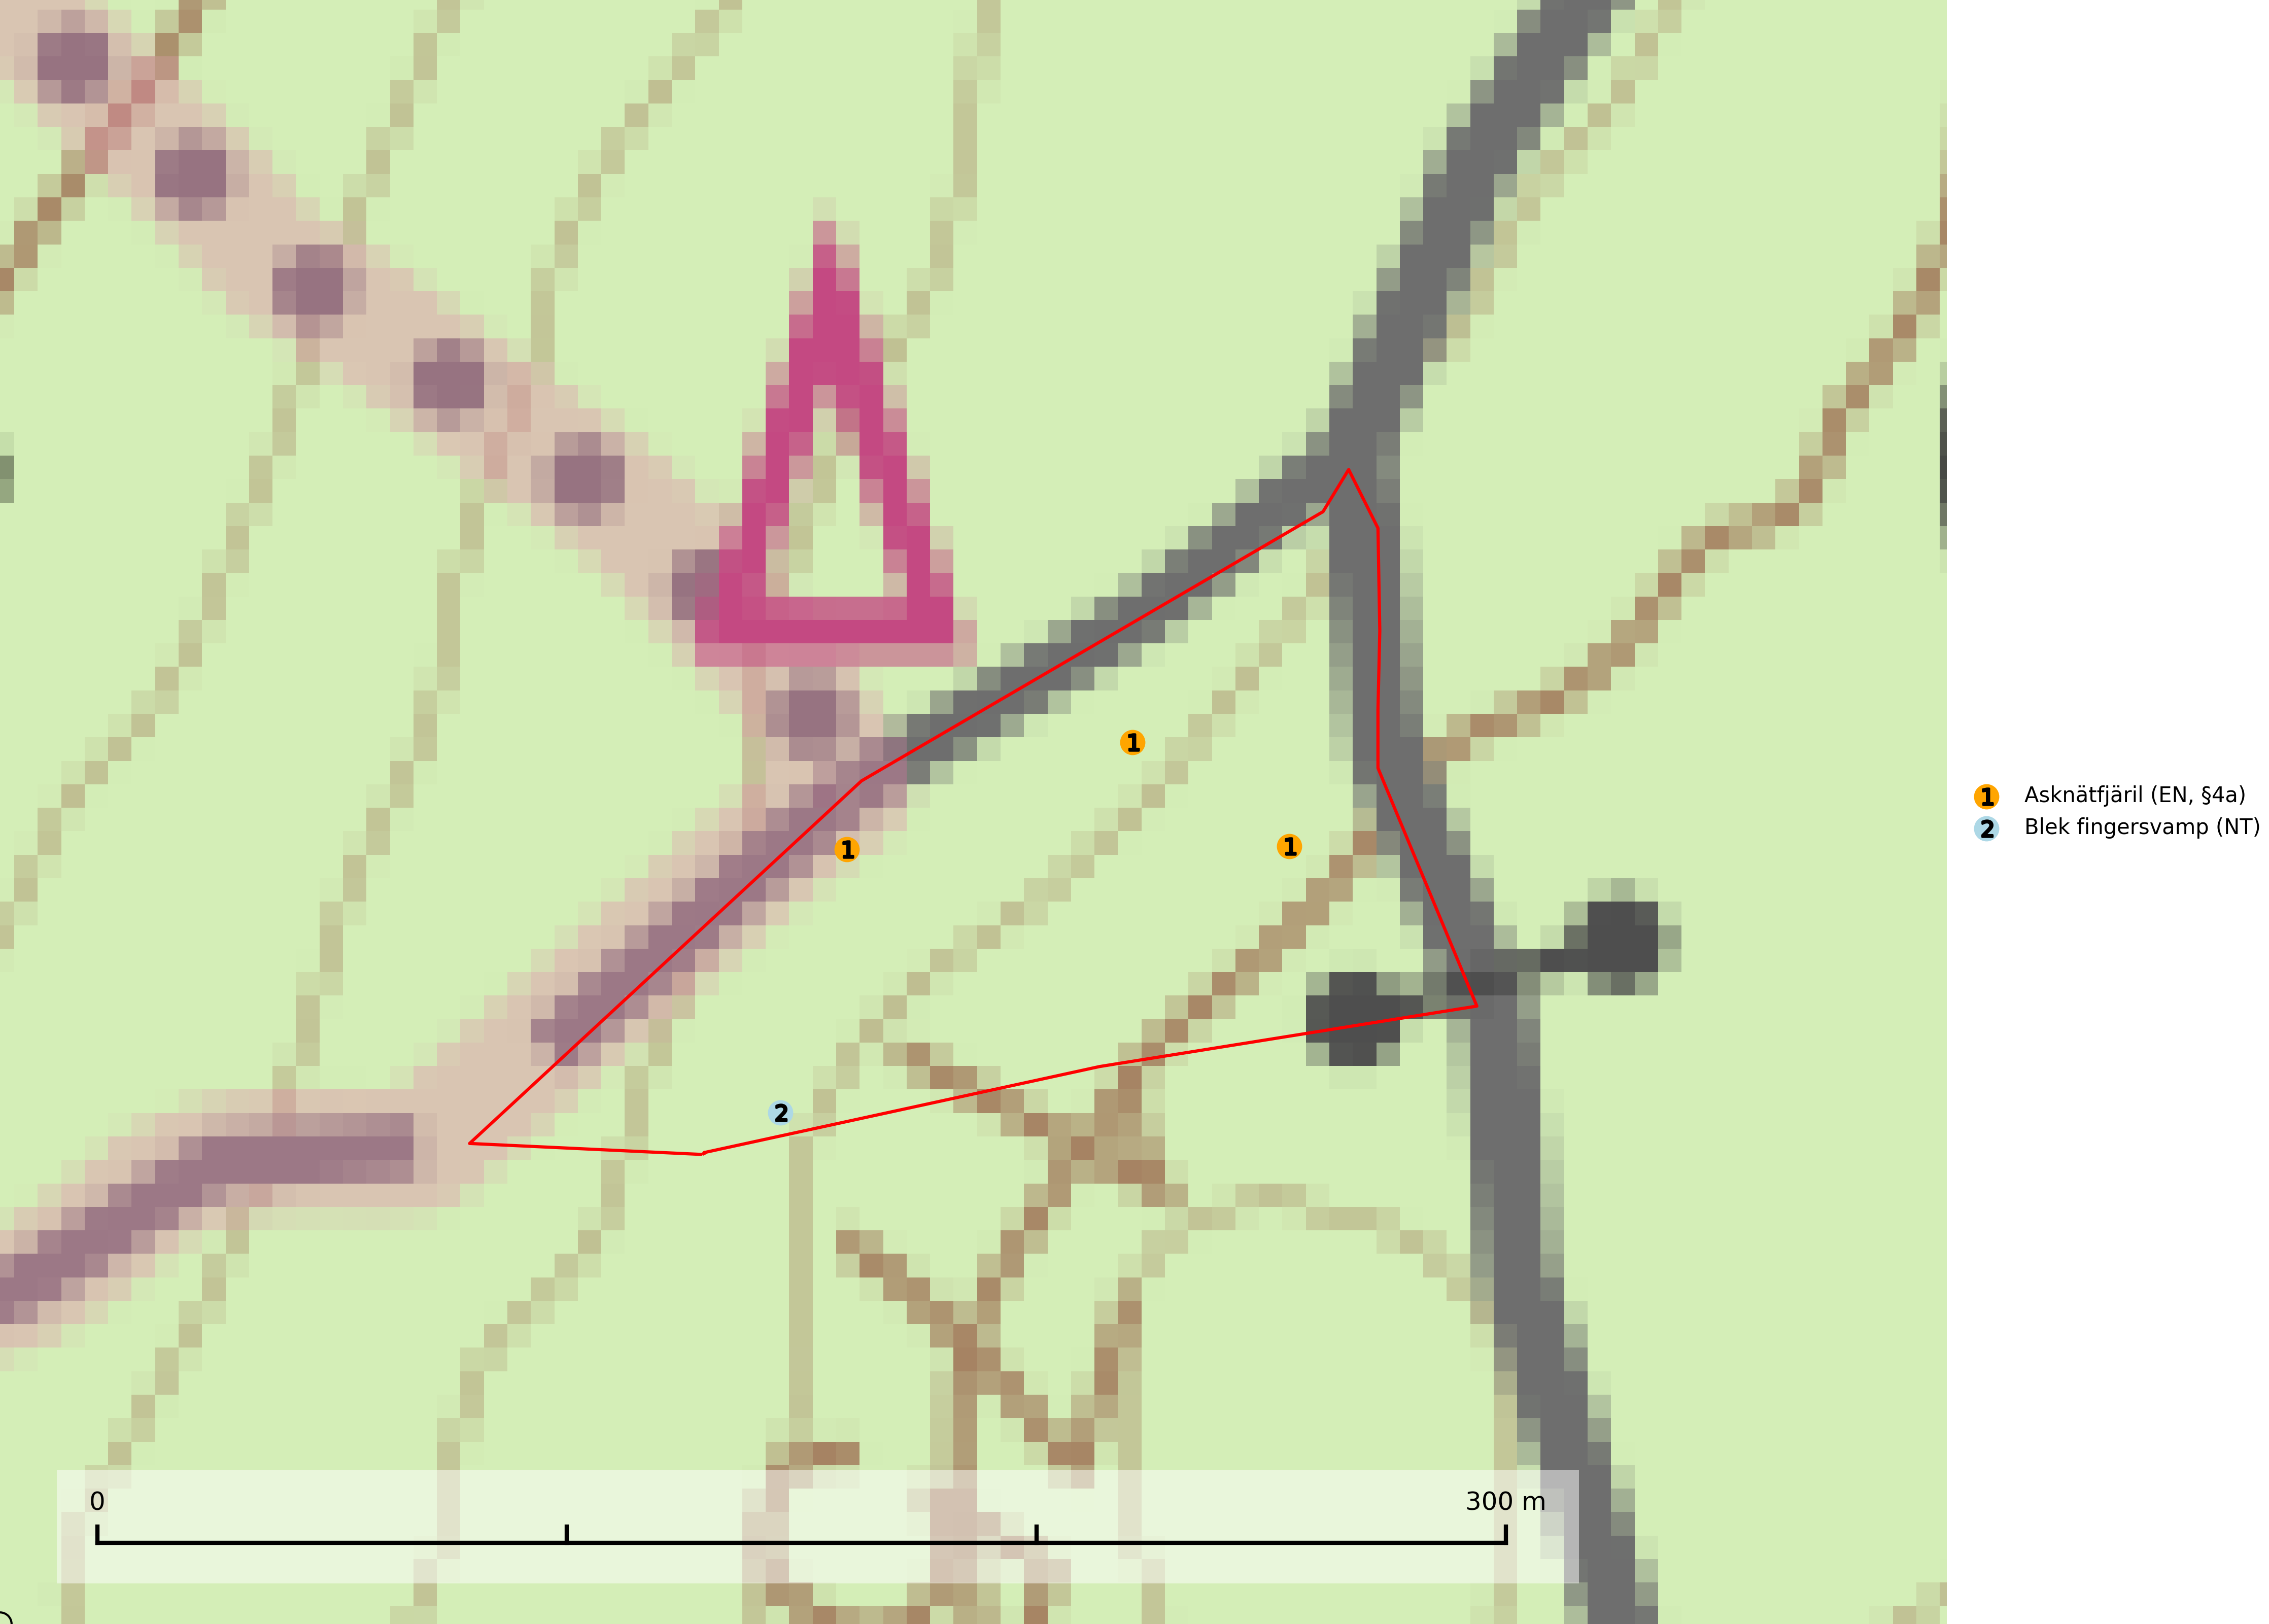 1
1
1
2
1 Asknätfjäril (EN, §4a)
2 Blek fingersvamp (NT)
0 300 m